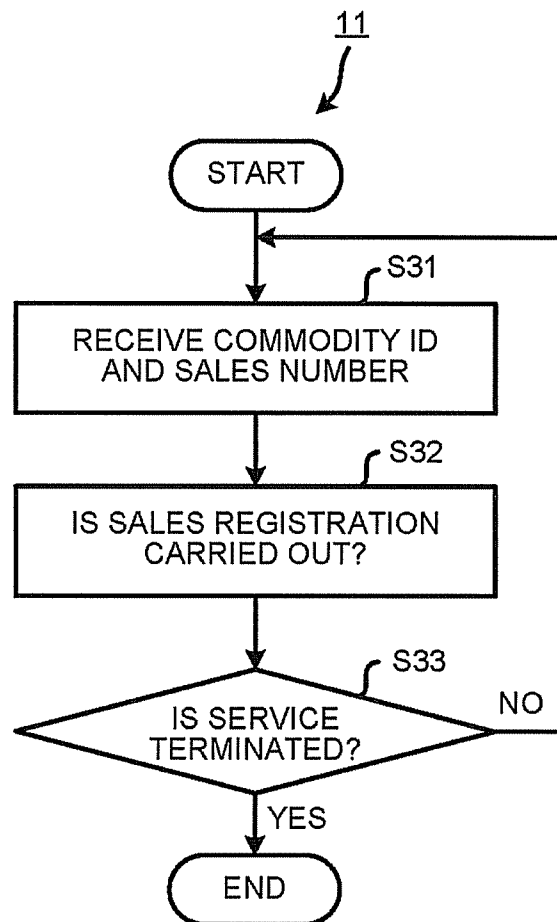 11
START
S31
RECEIVE COMMODITY ID
AND SALES NUMBER
S32
IS SALES REGISTRATION
CARRIED OUT?
S33
IS SERVICE
TERMINATED?
NO
YES
END